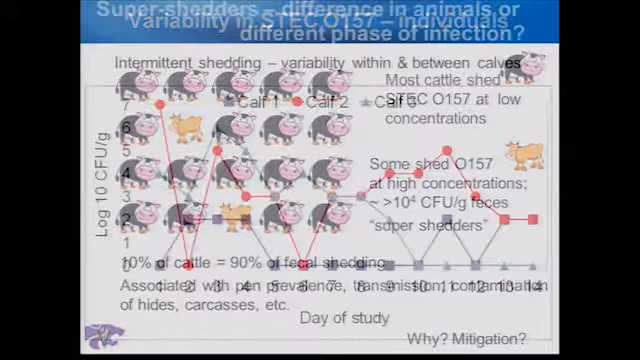 Super-shedders – difference in animals or
different phase of infection?
Variability in STEC O157 – individuals
Intermittent shedding – variability within & between calves
Most cattle shed
STEC O157 at low
concentrations
Calf 1 Calf 2 Calf 3
Some shed O157
at high concentrations;
~ >10⁴ CFU/g feces
“super shedders”
Log 10 CFU/g
7
6
5
4
3
2
1
0
10% of cattle = 90% of fecal shedding
1 2 3 4 5 6 7 8 9 10 11 12 13 14
Associated with pen prevalence, transmission, contamination
of hides, carcasses, etc.
Day of study
Why? Mitigation?